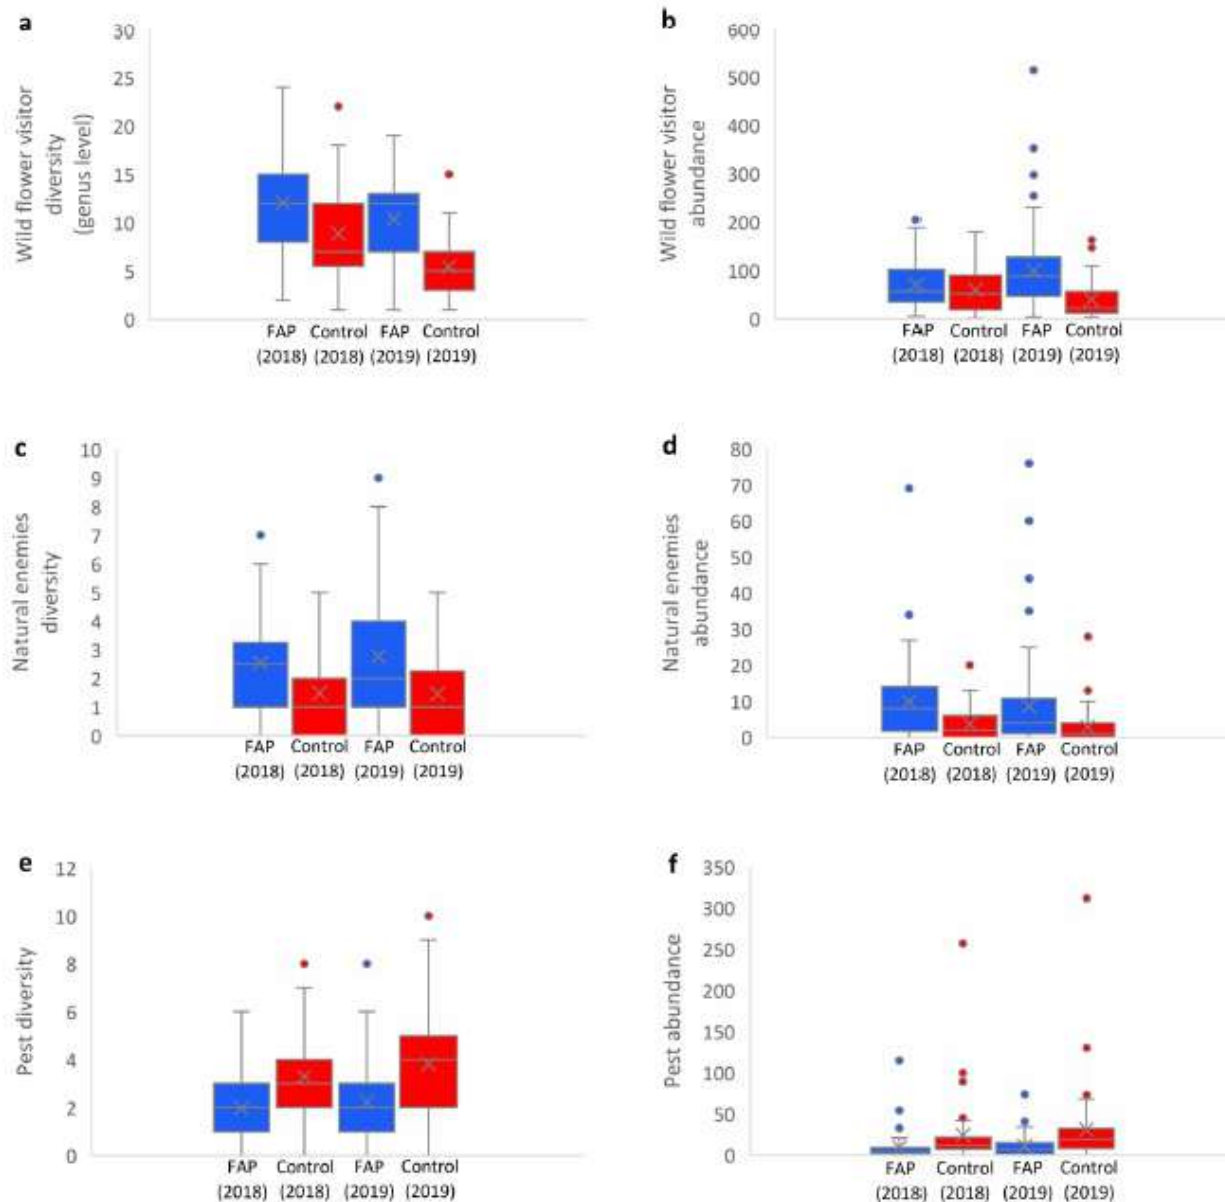 a
Wild flower visitor
diversity
(genus level)
30
25
20
15
10
5
0
FAP Control FAP Control
(2018) (2018) (2019) (2019)
b
Wild flower visitor
abundance
600
500
400
300
200
100
0
FAP Control FAP Control
(2018) (2018) (2019) (2019)
c
Natural enemies
diversity
10
9
8
7
6
5
4
3
2
1
0
FAP Control FAP Control
(2018) (2018) (2019) (2019)
d
Natural enemies
abundance
80
70
60
50
40
30
20
10
0
FAP Control FAP Control
(2018) (2018) (2019) (2019)
e
Pest diversity
12
10
8
6
4
2
0
FAP Control FAP Control
(2018) (2018) (2019) (2019)
f
Pest abundance
350
300
250
200
150
100
50
0
FAP Control FAP Control
(2018) (2018) (2019) (2019)